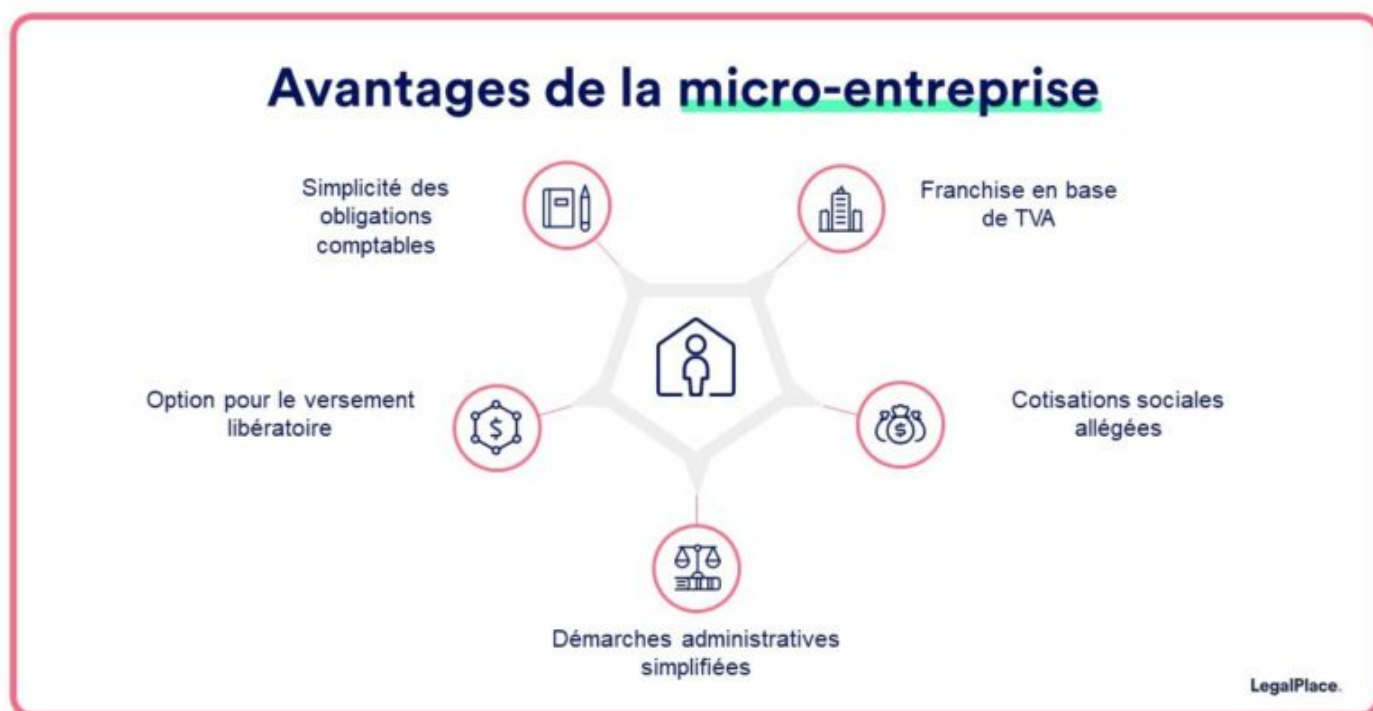 Avantages de la micro-entreprise
Simplicité des
obligations
comptables
Franchise en base
de TVA
Option pour le versement
libératoire
Cotisations sociales
allégées
Démarches administratives
simplifiées
LegalPlace.